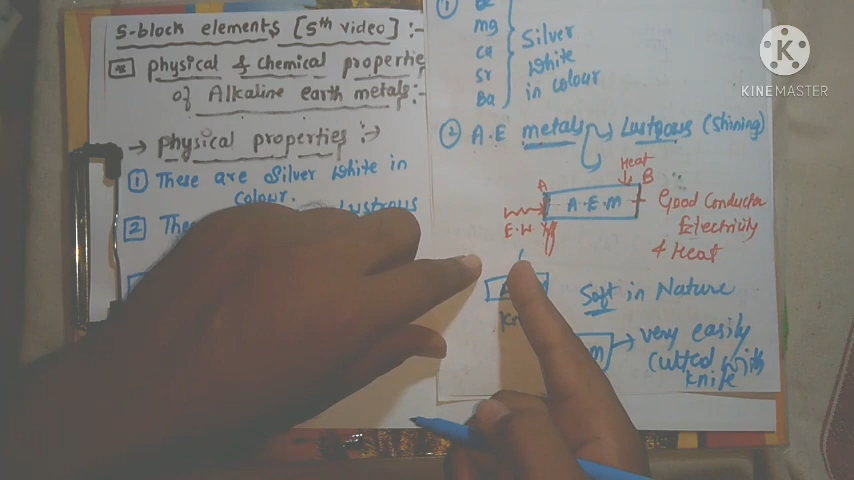 S-block elements [5th video] :-
physical & chemical propertie
of Alkaline earth metals:-
→ physical properties :→
① These are Silver White in
colour.
2 The Lustrous
①
mg
ca
Sr
Ba
Silver
White
in colour
② A.E metals Lustrous (shining)
Heat
A B
A.E.M
E.W
Good Conductor
Electricity
& Heat
Soft in Nature
m → very easily
Cutted with
knife
K
KINEMASTER